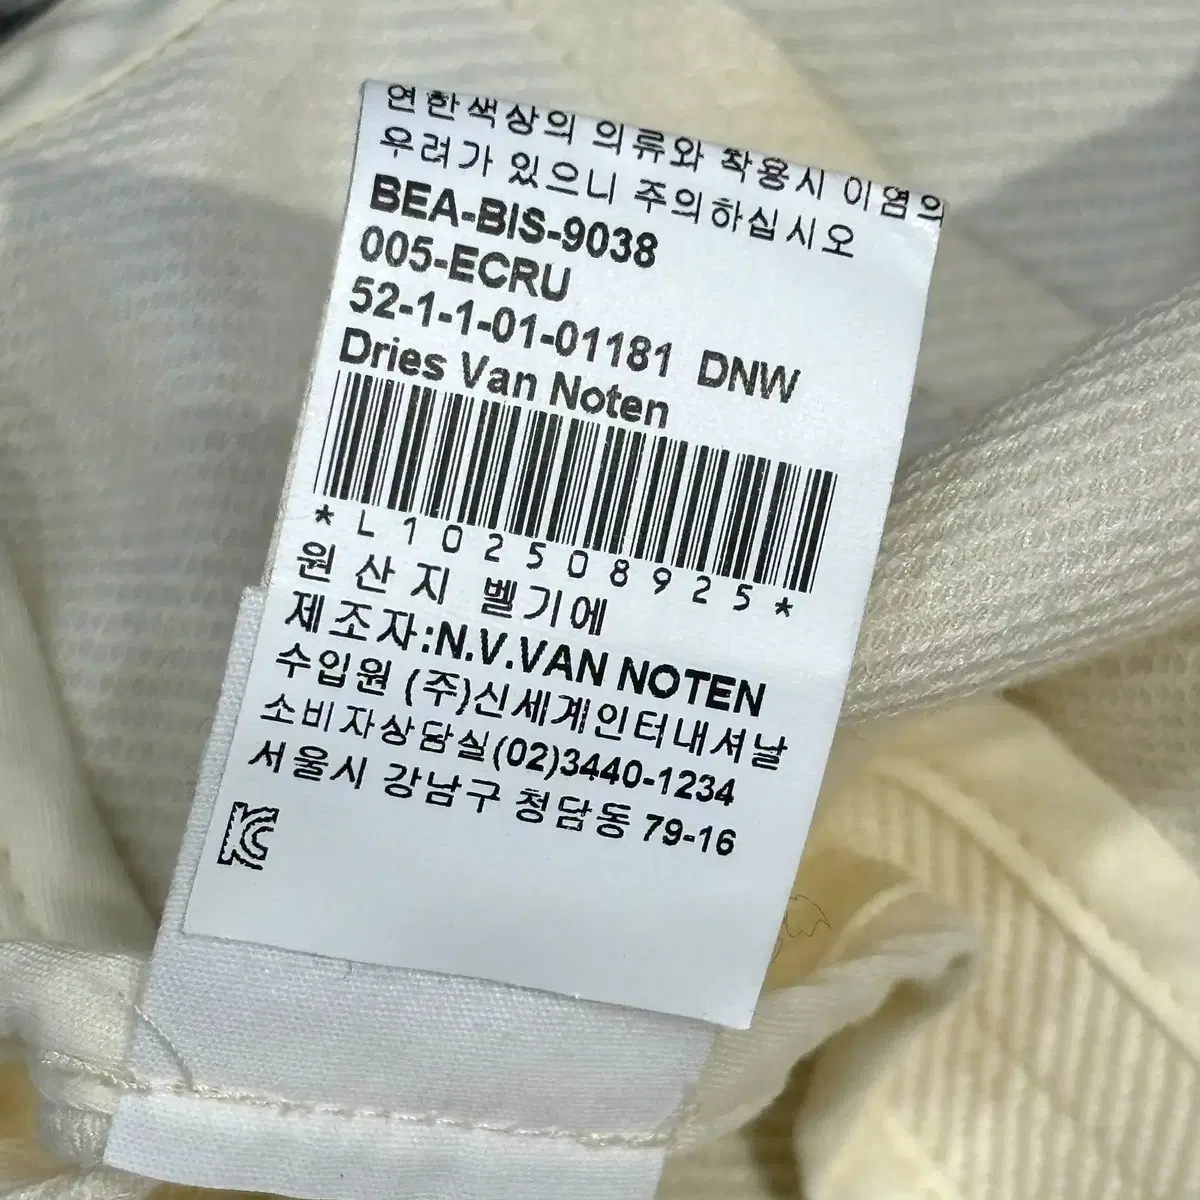 연한색상의 의류와 착용시 이염의
우려가 있으니 주의하십시오
BEA-BIS-9038
005-ECRU
52-1-1-01-01181 DNW
Dries Van Noten
*L102508925*
원 산 지 벨기에
제조자:N.V.VAN NOTEN
수입원 (주)신세계인터내셔날
소비자상담실(02)3440-1234
서울시 강남구 청담동 79-16
KC